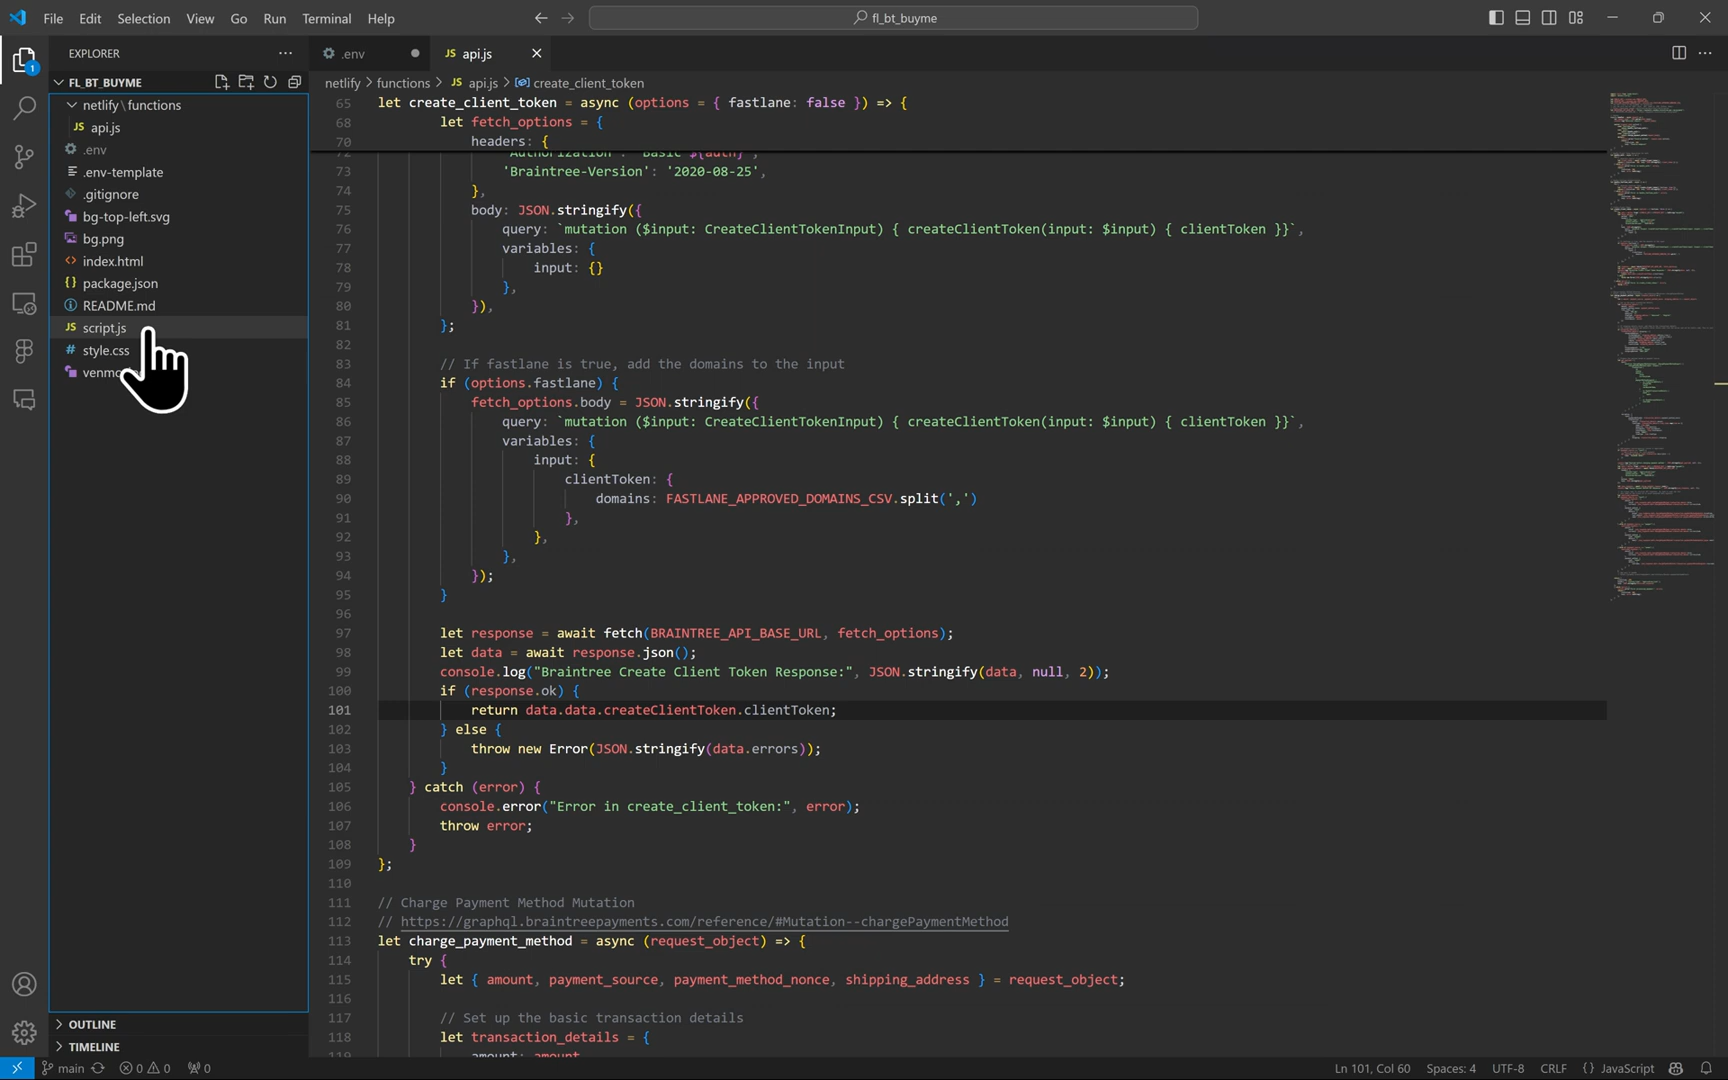 File Edit Selection View Go Run Terminal Help
fl_bt_buyme
EXPLORER
FL_BT_BUYME
netlify\functions
JS api.js
.env
.env-template
.gitignore
bg-top-left.svg
bg.png
index.html
package.json
README.md
JS script.js
# style.css
OUTLINE
TIMELINE
.env
JS api.js
netlify > functions > JS api.js > create_client_token
65 let create_client_token = async (options = { fastlane: false }) => {
68 let fetch_options = {
70 headers: {
72 'Authorization': `Basic ${auth}`,
73 'Braintree-Version': '2020-08-25',
74 },
75 body: JSON.stringify({
76 query: `mutation ($input: CreateClientTokenInput) { createClientToken(input: $input) { clientToken }}`,
77 variables: {
78 input: {}
79 },
80 }),
81 };
82
83 // If fastlane is true, add the domains to the input
84 if (options.fastlane) {
85 fetch_options.body = JSON.stringify({
86 query: `mutation ($input: CreateClientTokenInput) { createClientToken(input: $input) { clientToken }}`,
87 variables: {
88 input: {
89 clientToken: {
90 domains: FASTLANE_APPROVED_DOMAINS_CSV.split(',')
91 },
92 },
93 },
94 });
95 }
96
97 let response = await fetch(BRAINTREE_API_BASE_URL, fetch_options);
98 let data = await response.json();
99 console.log("Braintree Create Client Token Response:", JSON.stringify(data, null, 2));
100 if (response.ok) {
101 return data.data.createClientToken.clientToken;
102 } else {
103 throw new Error(JSON.stringify(data.errors));
104 }
105 } catch (error) {
106 console.error("Error in create_client_token:", error);
107 throw error;
108 }
109 };
110
111 // Charge Payment Method Mutation
112 // https://graphql.braintreepayments.com/reference/#Mutation--chargePaymentMethod
113 let charge_payment_method = async (request_object) => {
114 try {
115 let { amount, payment_source, payment_method_nonce, shipping_address } = request_object;
116
117 // Set up the basic transaction details
118 let transaction_details = {
119 amount: amount
main 0 0 0
Ln 101, Col 60 Spaces: 4 UTF-8 CRLF {} JavaScript